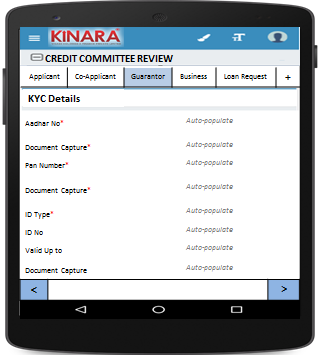 KINARA
CREDIT COMMITTEE REVIEW
Applicant Co-Applicant Guarantor Business Loan Request +
KYC Details
Aadhar No* Auto-populate
Document Capture* Auto-populate
Pan Number* Auto-populate
Document Capture* Auto-populate
ID Type* Auto-populate
ID No Auto-populate
Valid Up to Auto-populate
Document Capture Auto-populate
< >